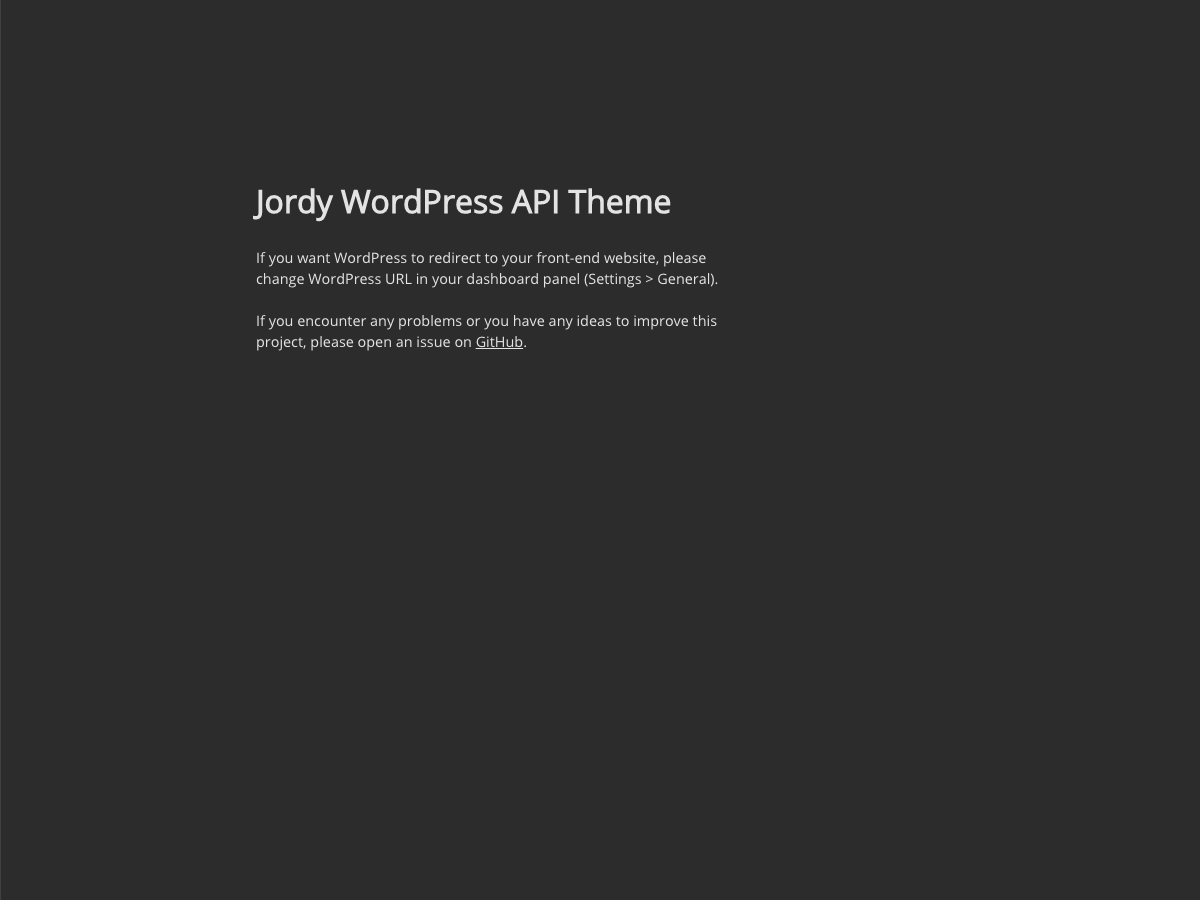 Jordy WordPress API Theme
If you want WordPress to redirect to your front-end website, please
change WordPress URL in your dashboard panel (Settings > General).
If you encounter any problems or you have any ideas to improve this
project, please open an issue on GitHub.